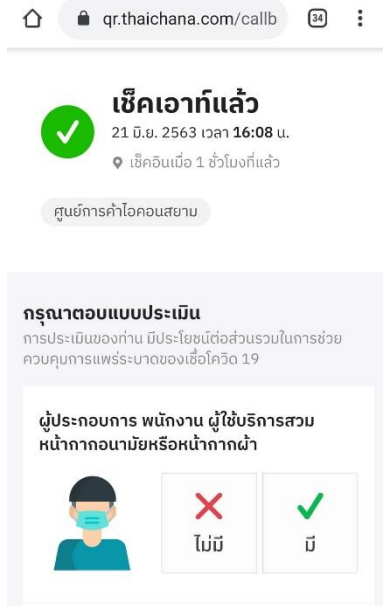 qr.thaichana.com/callb
34
เช็คเอาท์แล้ว
21 มิ.ย. 2563 เวลา 16:08 น.
เช็คอินเมื่อ 1 ชั่วโมงที่แล้ว
ศูนย์การค้าไอคอนสยาม
กรุณาตอบแบบประเมิน
การประเมินของท่าน มีประโยชน์ต่อส่วนรวมในการช่วย
ควบคุมการแพร่ระบาดของเชื้อโควิด 19
ผู้ประกอบการ พนักงาน ผู้ใช้บริการสวม
หน้ากากอนามัยหรือหน้ากากผ้า
ไม่มี
มี